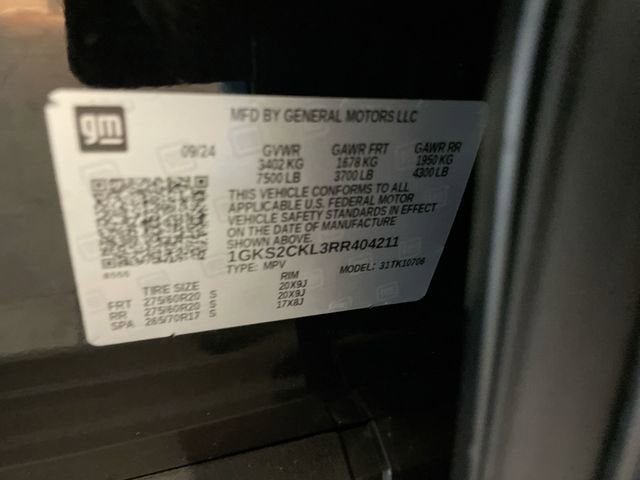 gm
MFD BY GENERAL MOTORS LLC
09/24 GVWR GAWR FRT GAWR RR
3402 KG 1678 KG 1950 KG
7500 LB 3700 LB 4300 LB
THIS VEHICLE CONFORMS TO ALL
APPLICABLE U.S. FEDERAL MOTOR
VEHICLE SAFETY STANDARDS IN EFFECT
ON THE DATE OF MANUFACTURE
SHOWN ABOVE.
1GKS2CKL3RR404211
TYPE: MPV MODEL: 31TK10706
TIRE SIZE RIM
FRT 275/60R20 S 20X9J
RR 275/60R20 S 20X9J
SPA 265/70R17 S 17X8J